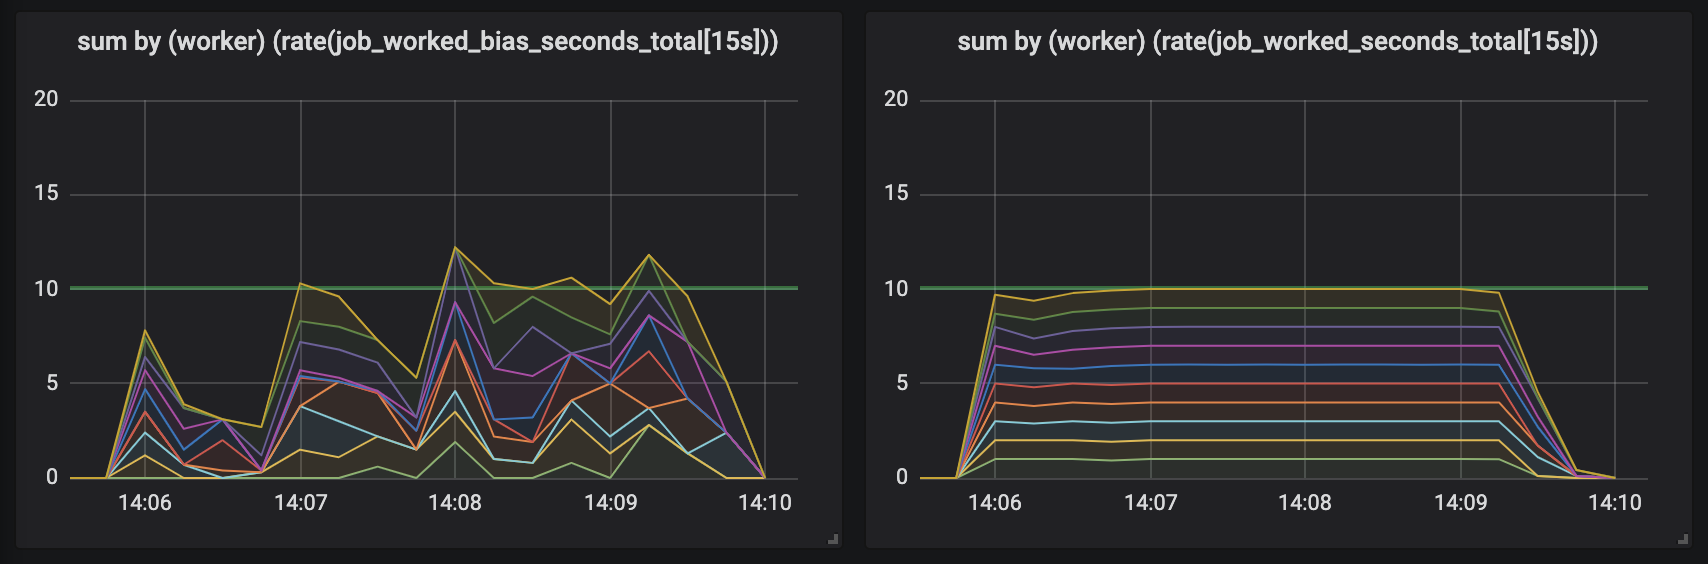 sum by (worker) (rate(job_worked_bias_seconds_total[15s]))
20
15
10
5
0
14:06 14:07 14:08 14:09 14:10
sum by (worker) (rate(job_worked_seconds_total[15s]))
20
15
10
5
0
14:06 14:07 14:08 14:09 14:10